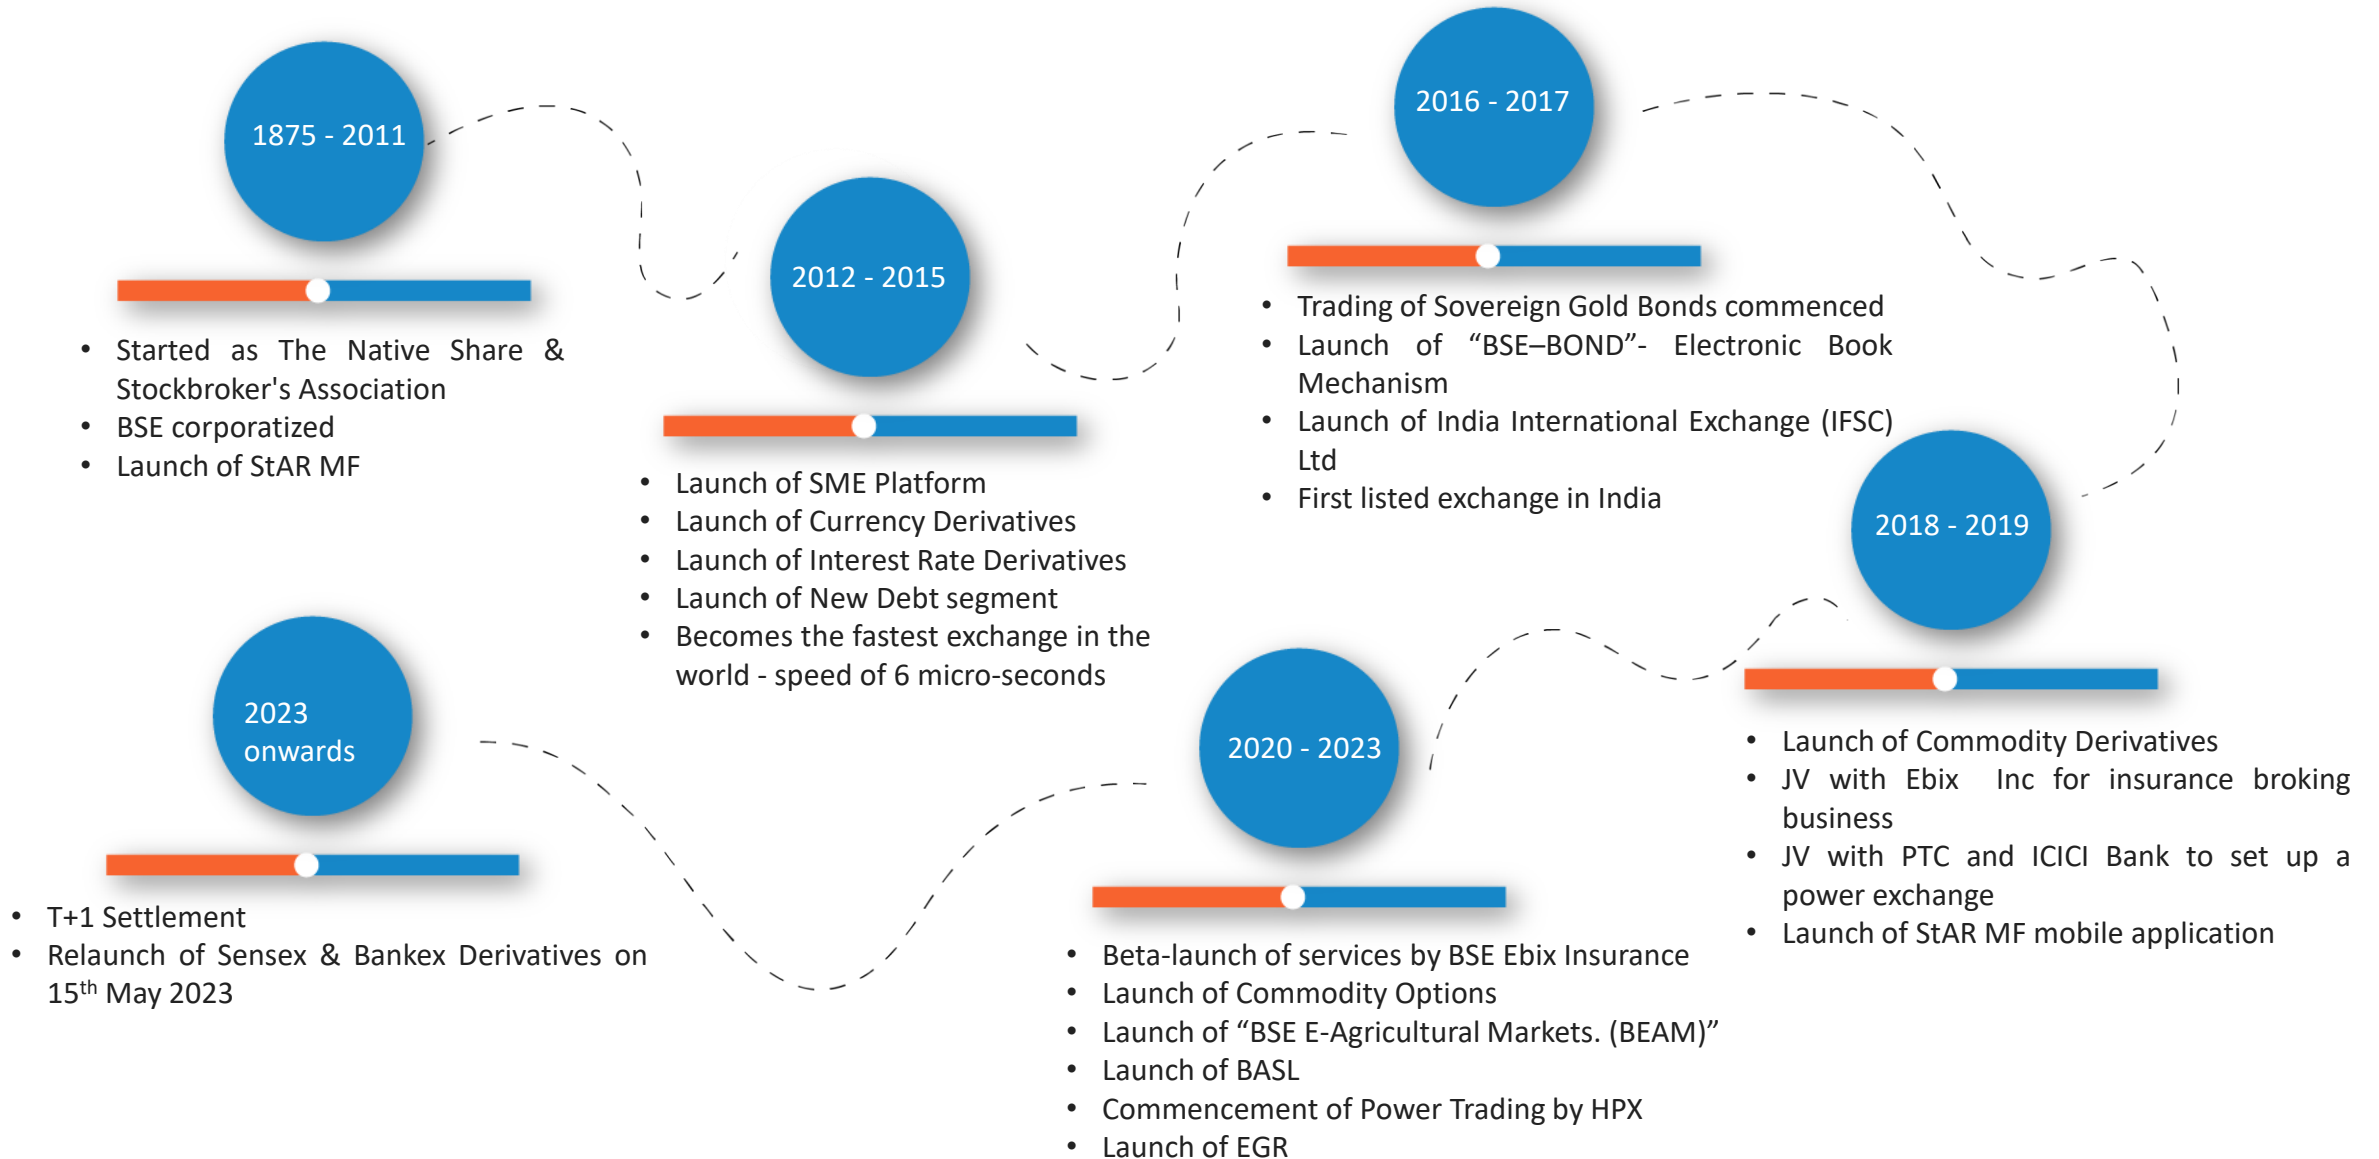 1875 - 2011
• Started as The Native Share &
Stockbroker's Association
• BSE corporatized
• Launch of StAR MF
2012 - 2015
• Launch of SME Platform
• Launch of Currency Derivatives
• Launch of Interest Rate Derivatives
• Launch of New Debt segment
• Becomes the fastest exchange in the
world - speed of 6 micro-seconds
2016 - 2017
• Trading of Sovereign Gold Bonds commenced
• Launch of “BSE–BOND”- Electronic Book
Mechanism
• Launch of India International Exchange (IFSC)
Ltd
• First listed exchange in India
2018 - 2019
• Launch of Commodity Derivatives
• JV with Ebix Inc for insurance broking
business
• JV with PTC and ICICI Bank to set up a
power exchange
• Launch of StAR MF mobile application
2020 - 2023
• Beta-launch of services by BSE Ebix Insurance
• Launch of Commodity Options
• Launch of “BSE E-Agricultural Markets. (BEAM)”
• Launch of BASL
• Commencement of Power Trading by HPX
• Launch of EGR
2023
onwards
• T+1 Settlement
• Relaunch of Sensex & Bankex Derivatives on
15th May 2023